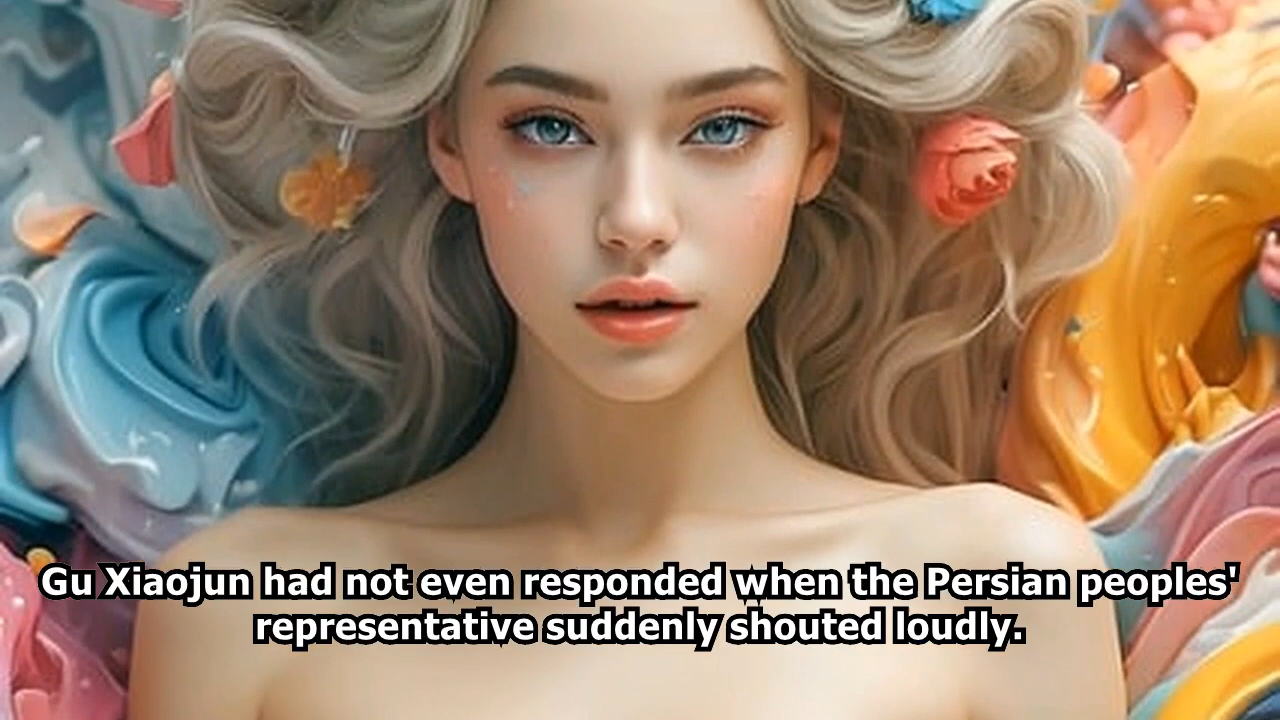 Gu Xiaojun had not even responded when the Persian peoples'
representative suddenly shouted loudly.